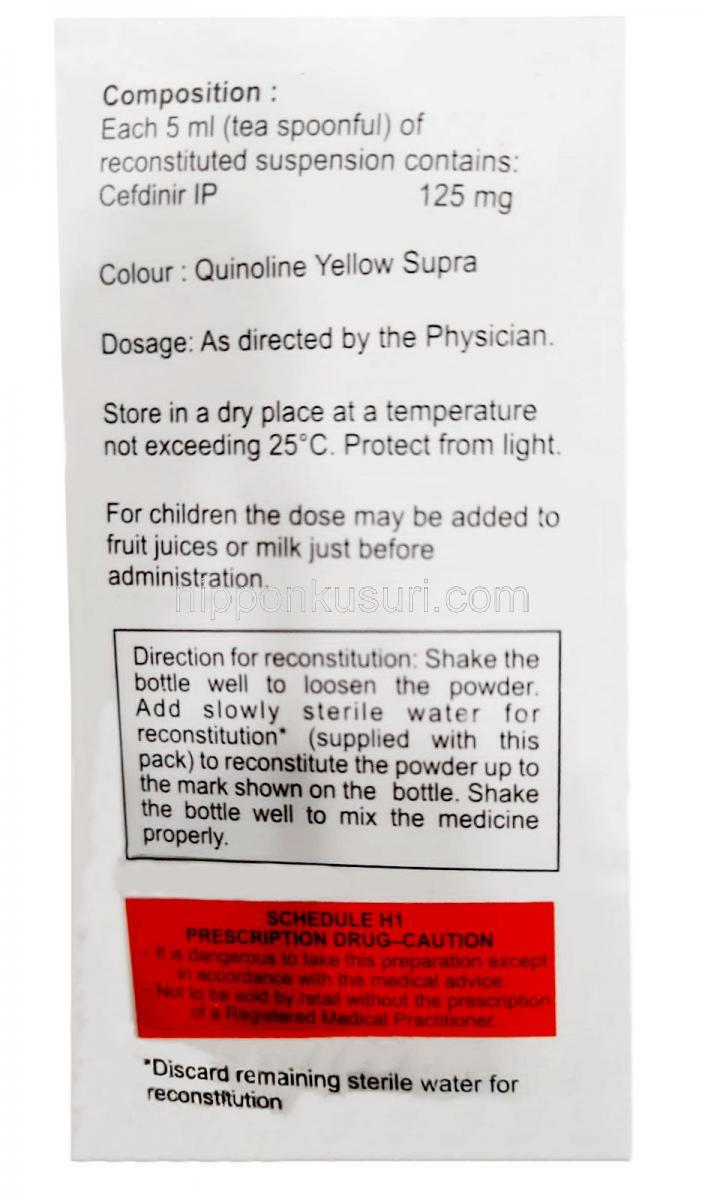 Composition :
Each 5 ml (tea spoonful) of
reconstituted suspension contains:
Cefdinir IP 125 mg
Colour : Quinoline Yellow Supra
Dosage: As directed by the Physician.
Store in a dry place at a temperature
not exceeding 25°C. Protect from light.
For children the dose may be added to
fruit juices or milk just before
administration.
nipponkusuri.com
Direction for reconstitution: Shake the
bottle well to loosen the powder.
Add slowly sterile water for
reconstitution* (supplied with this
pack) to reconstitute the powder up to
the mark shown on the bottle. Shake
the bottle well to mix the medicine
properly.
SCHEDULE H1
PRESCRIPTION DRUG–CAUTION
- It is dangerous to take this preparation except
in accordance with the medical advice.
- Not to be sold by retail without the prescription
of a Registered Medical Practitioner.
*Discard remaining sterile water for
reconstitution